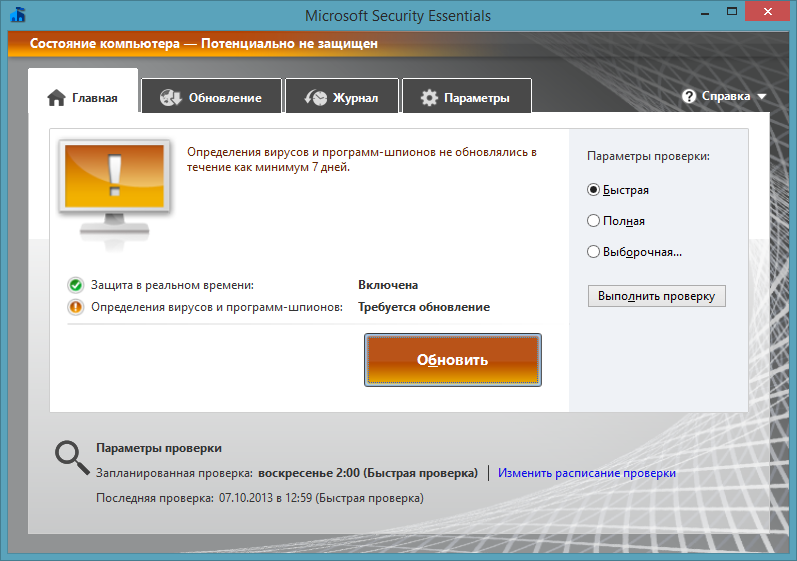 Microsoft Security Essentials
Состояние компьютера — Потенциально не защищен
Главная
Обновление
Журнал
Параметры
Справка
Определения вирусов и программ-шпионов не обновлялись в
течение как минимум 7 дней.
Защита в реальном времени: Включена
Определения вирусов и программ-шпионов: Требуется обновление
Обновить
Параметры проверки:
Быстрая
Полная
Выборочная...
Выполнить проверку
Параметры проверки
Запланированная проверка: воскресенье 2:00 (Быстрая проверка) | Изменить расписание проверки
Последняя проверка: 07.10.2013 в 12:59 (Быстрая проверка)